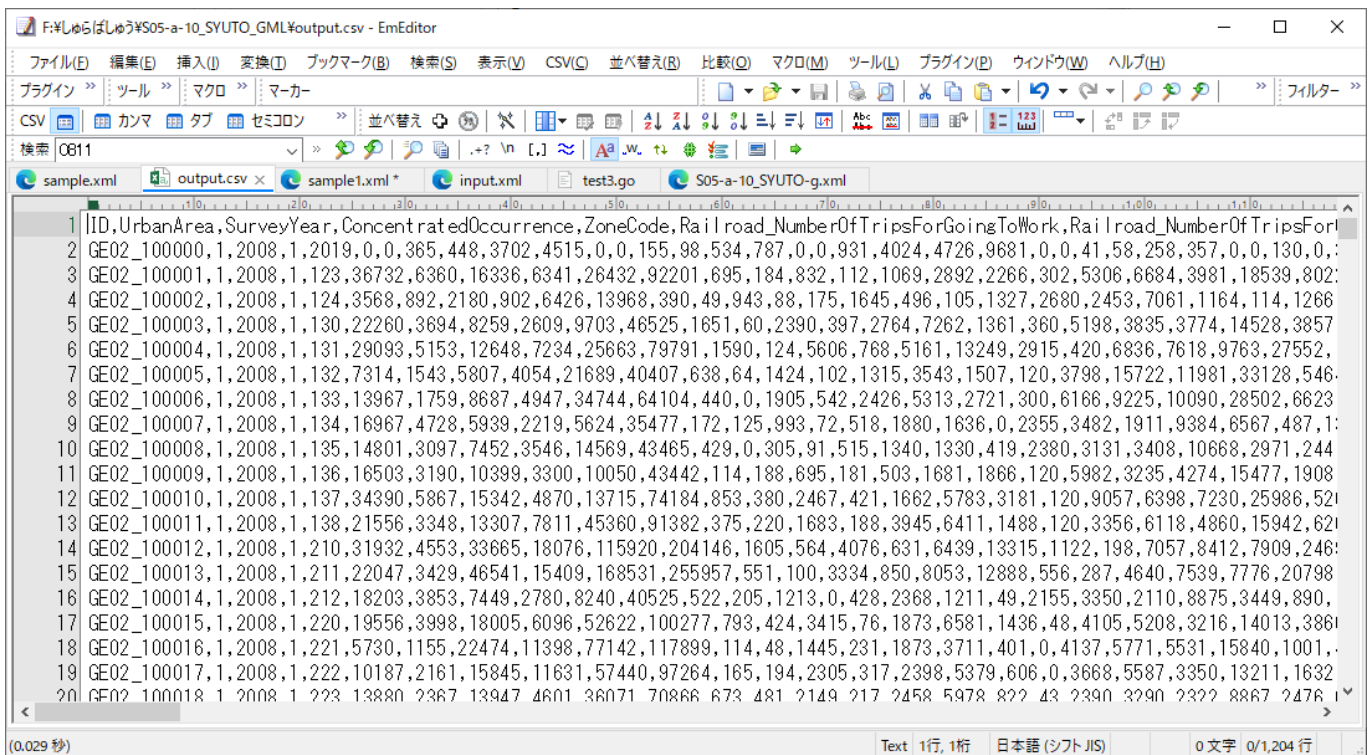 F:¥しゅらばしゅう¥S05-a-10_SYUTO_GML¥output.csv - EmEditor
ファイル(F) 編集(E) 挿入(I) 変換(T) ブックマーク(B) 検索(S) 表示(V) CSV(C) 並べ替え(R) 比較(O) マクロ(M) ツール(L) プラグイン(P) ウィンドウ(W) ヘルプ(H)
プラグイン » ツール » マクロ » マーカー » フィルター »
CSV カンマ タブ セミコロン » 並べ替え
検索 0811
sample.xml output.csv × sample1.xml * input.xml test3.go S05-a-10_SYUTO-g.xml
1 ID,UrbanArea,SurveyYear,ConcentratedOccurrence,ZoneCode,Railroad_NumberOfTripsForGoingToWork,Railroad_NumberOfTripsFor
2 GE02_100000,1,2008,1,2019,0,0,365,448,3702,4515,0,0,155,98,534,787,0,0,931,4024,4726,9681,0,0,41,58,258,357,0,0,130,0,
3 GE02_100001,1,2008,1,123,36732,6360,16336,6341,26432,92201,695,184,832,112,1069,2892,2266,302,5306,6684,3981,18539,802
4 GE02_100002,1,2008,1,124,3568,892,2180,902,6426,13968,390,49,943,88,175,1645,496,105,1327,2680,2453,7061,1164,114,1266
5 GE02_100003,1,2008,1,130,22260,3694,8259,2609,9703,46525,1651,60,2390,397,2764,7262,1361,360,5198,3835,3774,14528,3857
6 GE02_100004,1,2008,1,131,29093,5153,12648,7234,25663,79791,1590,124,5606,768,5161,13249,2915,420,6836,7618,9763,27552,
7 GE02_100005,1,2008,1,132,7314,1543,5807,4054,21689,40407,638,64,1424,102,1315,3543,1507,120,3798,15722,11981,33128,546
8 GE02_100006,1,2008,1,133,13967,1759,8687,4947,34744,64104,440,0,1905,542,2426,5313,2721,300,6166,9225,10090,28502,6623
9 GE02_100007,1,2008,1,134,16967,4728,5939,2219,5624,35477,172,125,993,72,518,1880,1636,0,2355,3482,1911,9384,6567,487,1
10 GE02_100008,1,2008,1,135,14801,3097,7452,3546,14569,43465,429,0,305,91,515,1340,1330,419,2380,3131,3408,10668,2971,244
11 GE02_100009,1,2008,1,136,16503,3190,10399,3300,10050,43442,114,188,695,181,503,1681,1866,120,5982,3235,4274,15477,1908
12 GE02_100010,1,2008,1,137,34390,5867,15342,4870,13715,74184,853,380,2467,421,1662,5783,3181,120,9057,6398,7230,25986,52
13 GE02_100011,1,2008,1,138,21556,3348,13307,7811,45360,91382,375,220,1683,188,3945,6411,1488,120,3356,6118,4860,15942,62
14 GE02_100012,1,2008,1,210,31932,4553,33665,18076,115920,204146,1605,564,4076,631,6439,13315,1122,198,7057,8412,7909,246
15 GE02_100013,1,2008,1,211,22047,3429,46541,15409,168531,255957,551,100,3334,850,8053,12888,556,287,4640,7539,7776,20798
16 GE02_100014,1,2008,1,212,18203,3853,7449,2780,8240,40525,522,205,1213,0,428,2368,1211,49,2155,3350,2110,8875,3449,890,
17 GE02_100015,1,2008,1,220,19556,3998,18005,6096,52622,100277,793,424,3415,76,1873,6581,1436,48,4105,5208,3216,14013,386
18 GE02_100016,1,2008,1,221,5730,1155,22474,11398,77142,117899,114,48,1445,231,1873,3711,401,0,4137,5771,5531,15840,1001,
19 GE02_100017,1,2008,1,222,10187,2161,15845,11631,57440,97264,165,194,2305,317,2398,5379,606,0,3668,5587,3350,13211,1632
20 GE02_100018,1,2008,1,223,13880,2367,13947,4601,36071,70866,673,481,2149,217,2458,5978,822,43,2390,3290,2322,8867,2476
(0.029 秒) Text 1行, 1桁 日本語 (シフト JIS) 0 文字 0/1,204 行